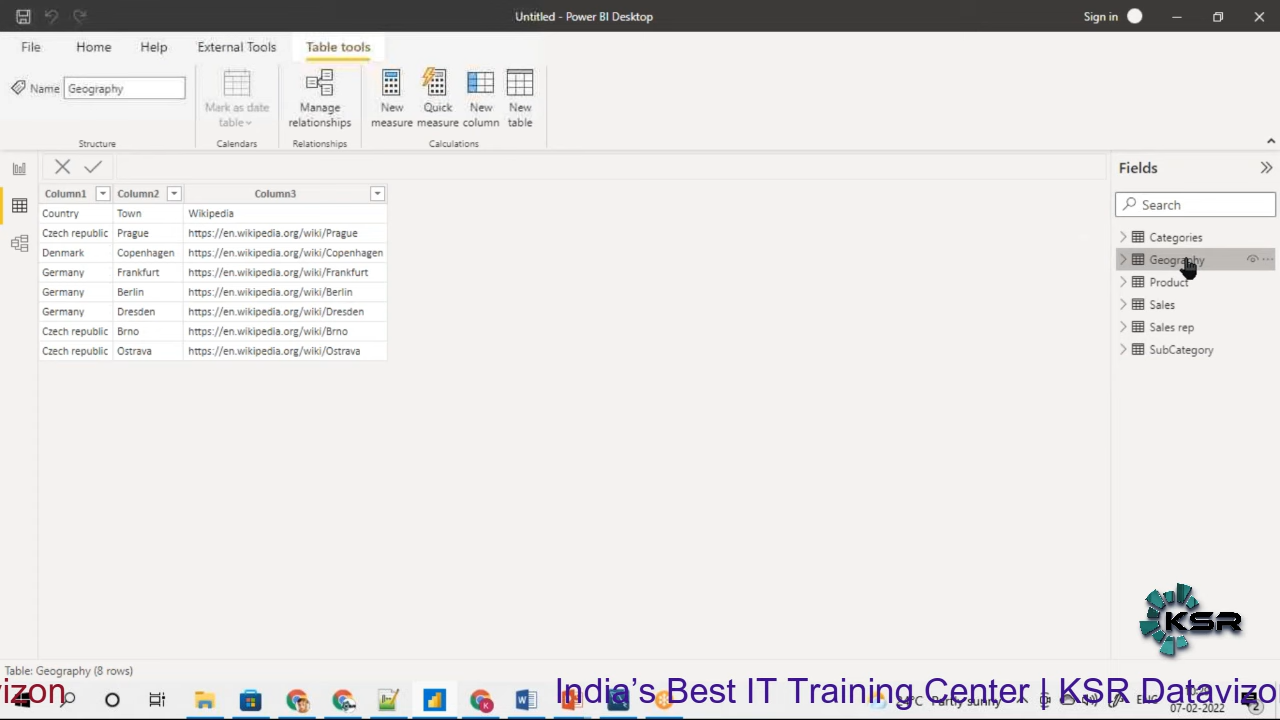 Untitled - Power BI Desktop
Sign in
File
Home
Help
External Tools
Table tools
Name
Geography
Mark as date
table
Manage
relationships
New
measure
Quick
measure
New
column
New
table
Structure
Calendars
Relationships
Calculations
Column1 Column2 Column3
Country Town Wikipedia
Czech republic Prague https://en.wikipedia.org/wiki/Prague
Denmark Copenhagen https://en.wikipedia.org/wiki/Copenhagen
Germany Frankfurt https://en.wikipedia.org/wiki/Frankfurt
Germany Berlin https://en.wikipedia.org/wiki/Berlin
Germany Dresden https://en.wikipedia.org/wiki/Dresden
Czech republic Brno https://en.wikipedia.org/wiki/Brno
Czech republic Ostrava https://en.wikipedia.org/wiki/Ostrava
Fields
Search
Categories
Geography
Product
Sales
Sales rep
SubCategory
KSR
Table: Geography (8 rows)
vizon
India's Best IT Training Center | KSR Datavizo
Partly sunny
ENG
07-02-2022
2